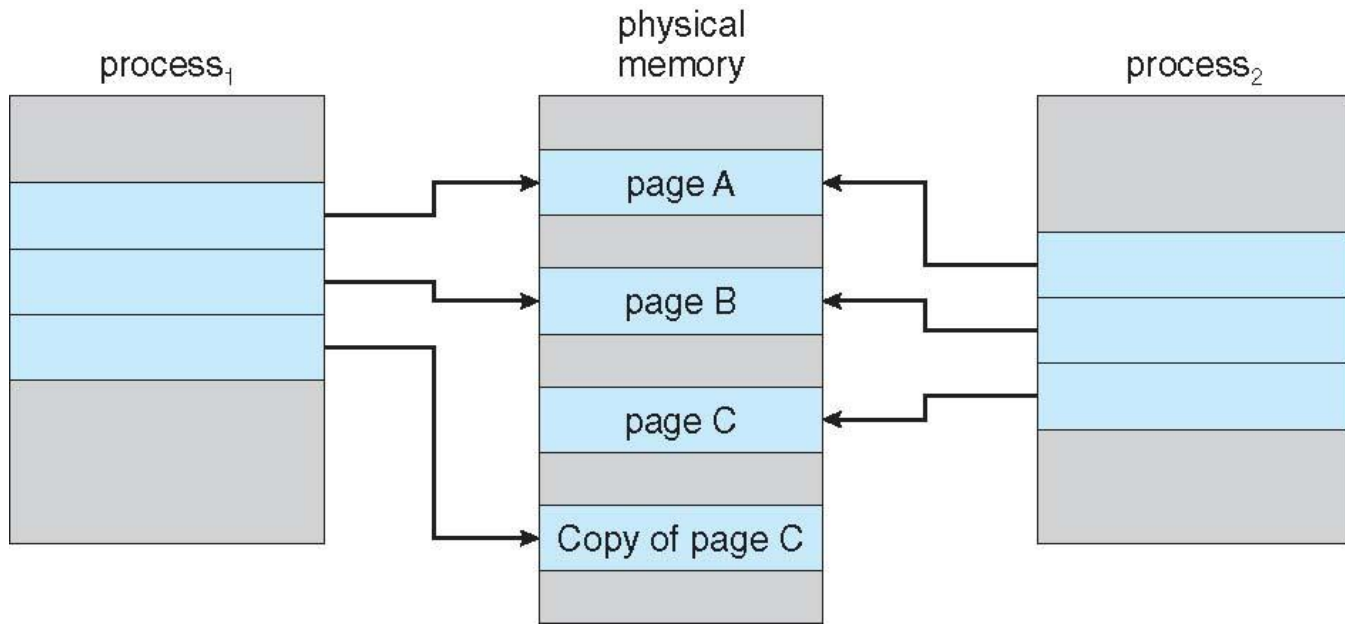 process₁
physical
memory
process₂
page A
page B
page C
Copy of page C